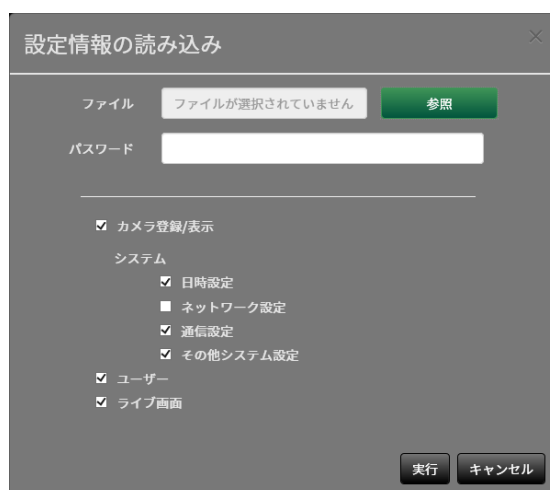 設定情報の読み込み
ファイル ファイルが選択されていません 参照
パスワード
カメラ登録/表示
システム
日時設定
ネットワーク設定
通信設定
その他システム設定
ユーザー
ライブ画面
実行 キャンセル